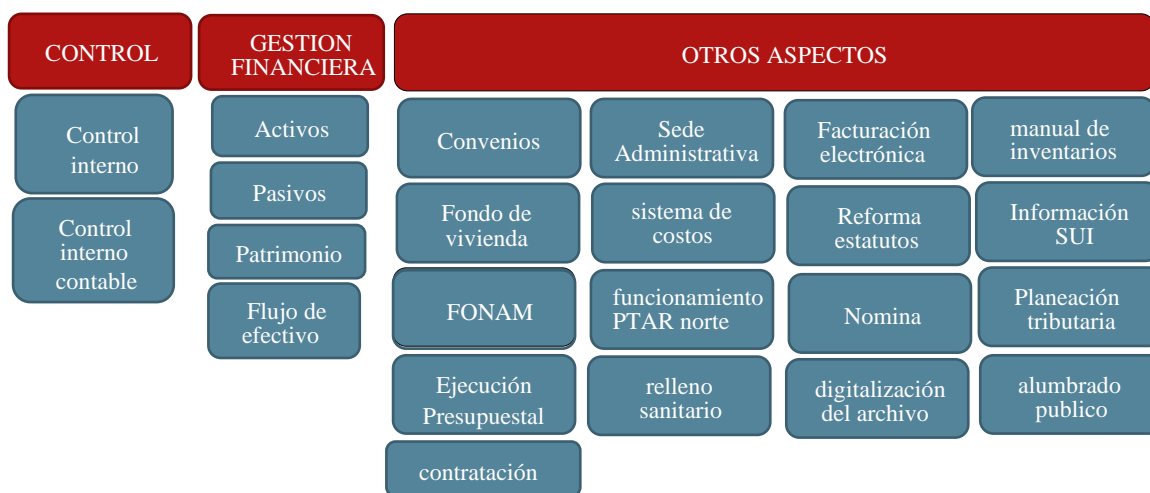 CONTROL
GESTION
FINANCIERA
OTROS ASPECTOS
Control
interno
Control
interno
contable
Activos
Pasivos
Patrimonio
Flujo de
efectivo
Convenios
Sede
Administrativa
Facturación
electrónica
manual de
inventarios
Fondo de
vivienda
sistema de
costos
Reforma
estatutos
Información
SUI
FONAM
funcionamiento
PTAR norte
Nomina
Planeación
tributaria
Ejecución
Presupuestal
relleno
sanitario
digitalización
del archivo
alumbrado
publico
contratación